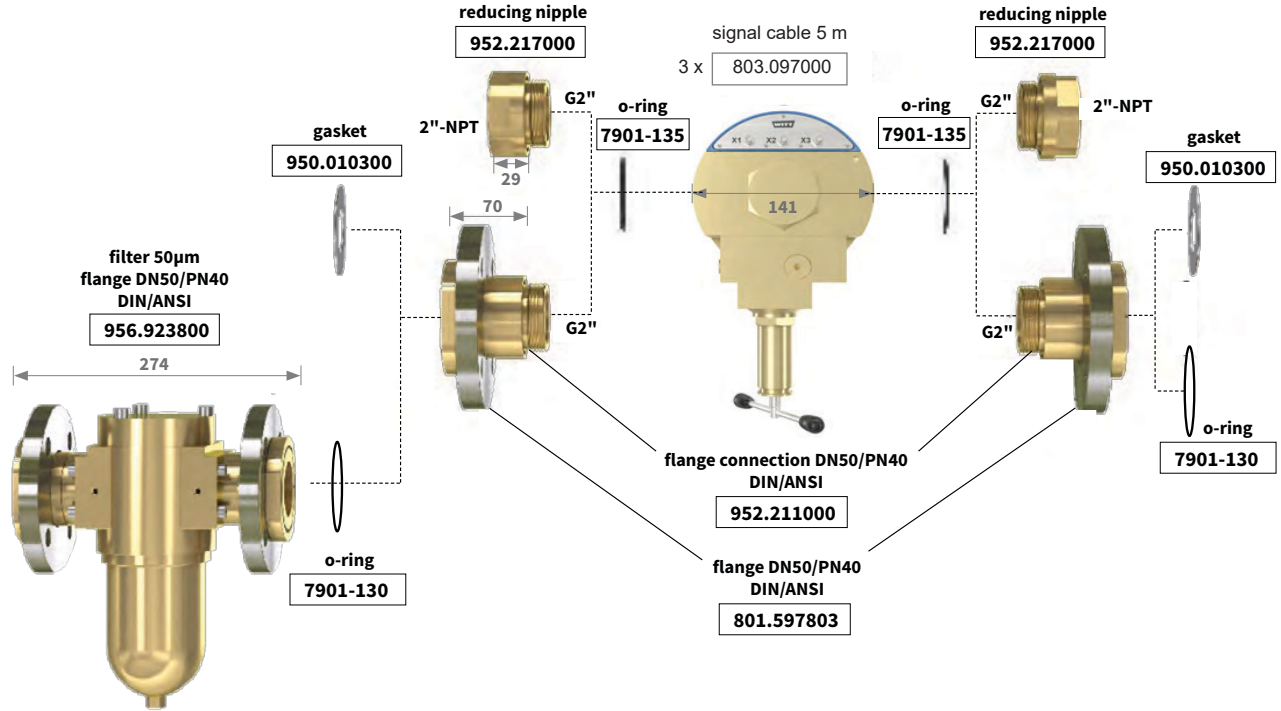 reducing nipple
952.217000
signal cable 5 m
3 x 803.097000
reducing nipple
952.217000
G2"
2"-NPT
o-ring
7901-135
29
gasket
950.010300
70
WITT
X1 X2 X3
141
o-ring
7901-135
G2"
2"-NPT
gasket
950.010300
filter 50µm
flange DN50/PN40
DIN/ANSI
956.923800
274
G2"
G2"
o-ring
7901-130
o-ring
7901-130
flange connection DN50/PN40
DIN/ANSI
952.211000
flange DN50/PN40
DIN/ANSI
801.597803